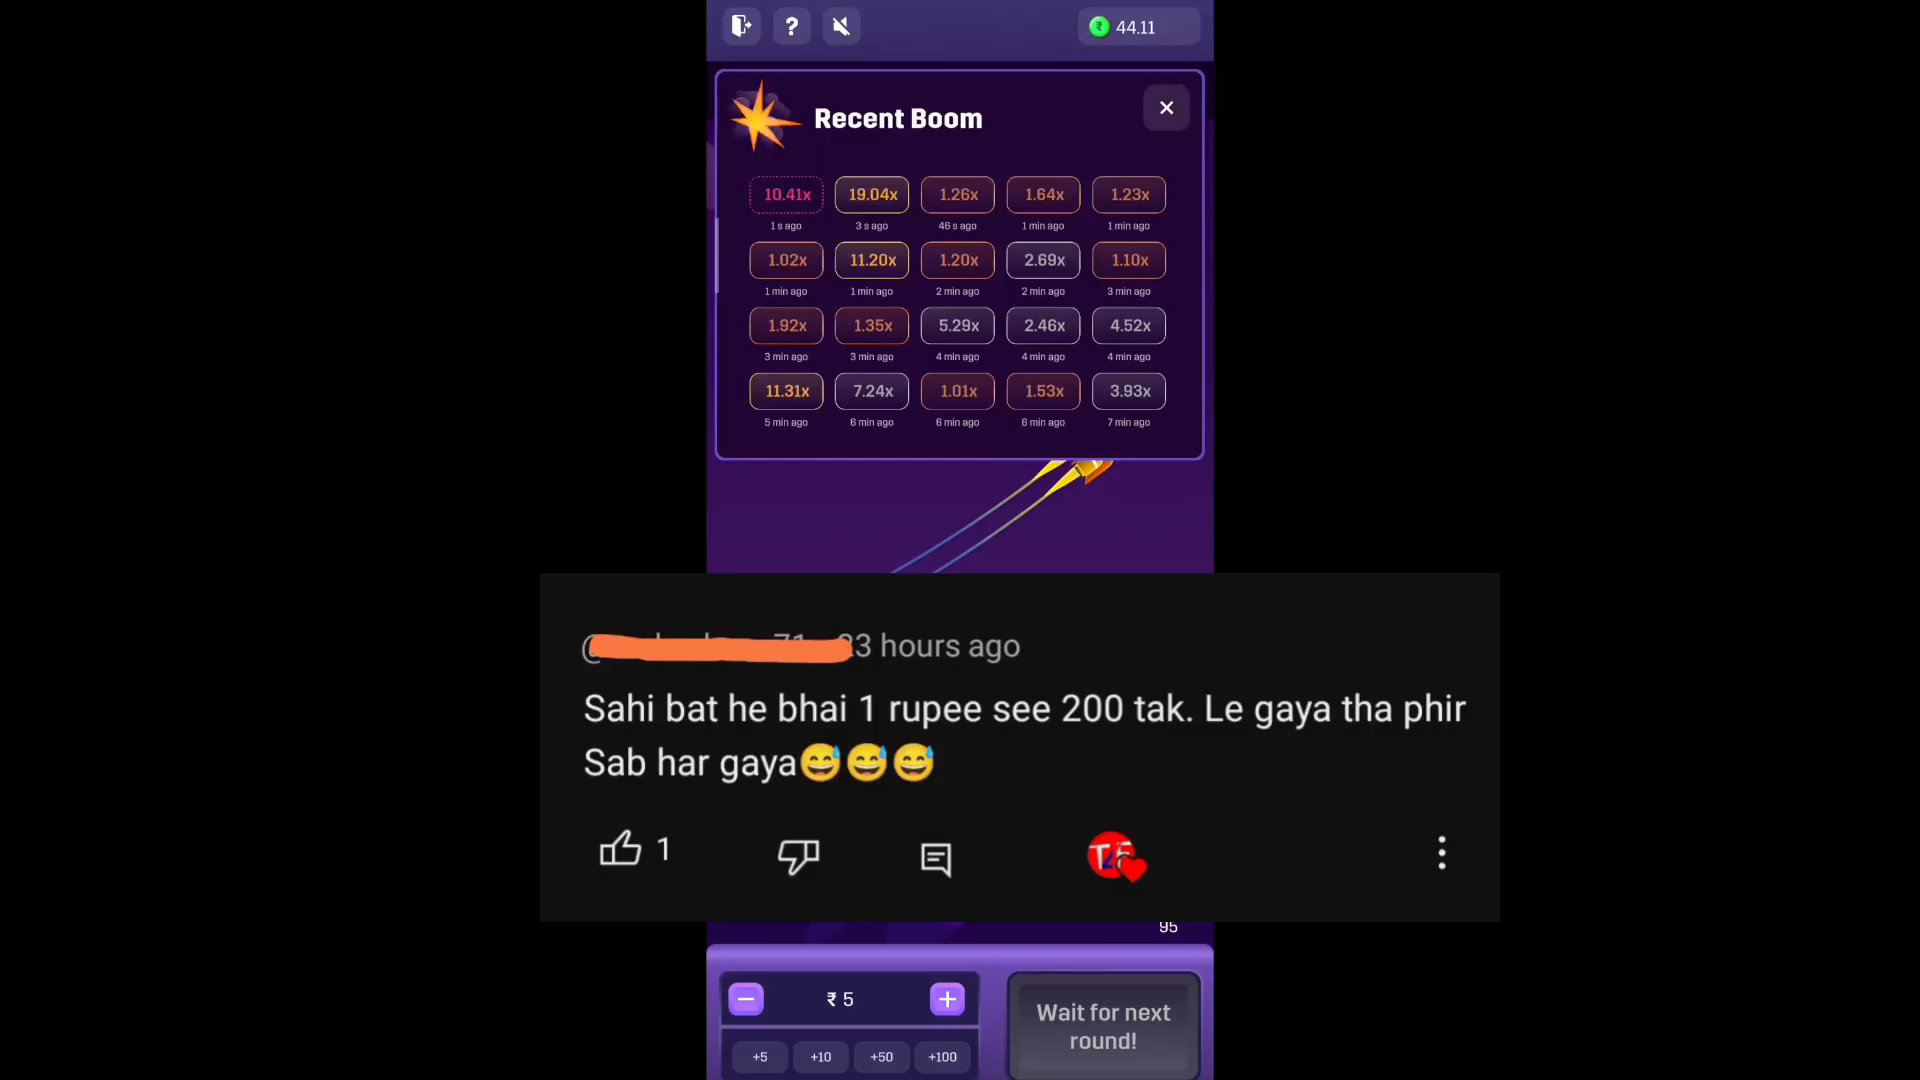 ?
₹ 44.11
Recent Boom
×
10.41x 19.04x 1.26x 1.64x 1.23x
1 s ago 3 s ago 46 s ago 1 min ago 1 min ago
1.02x 11.20x 1.20x 2.69x 1.10x
1 min ago 1 min ago 2 min ago 2 min ago 3 min ago
1.92x 1.35x 5.29x 2.46x 4.52x
3 min ago 3 min ago 4 min ago 4 min ago 4 min ago
11.31x 7.24x 1.01x 1.53x 3.93x
5 min ago 6 min ago 6 min ago 6 min ago 7 min ago
23 hours ago
Sahi bat he bhai 1 rupee see 200 tak. Le gaya tha phir
Sab har gaya😅😅😅
1
95
− ₹ 5 +
Wait for next
round!
+5 +10 +50 +100